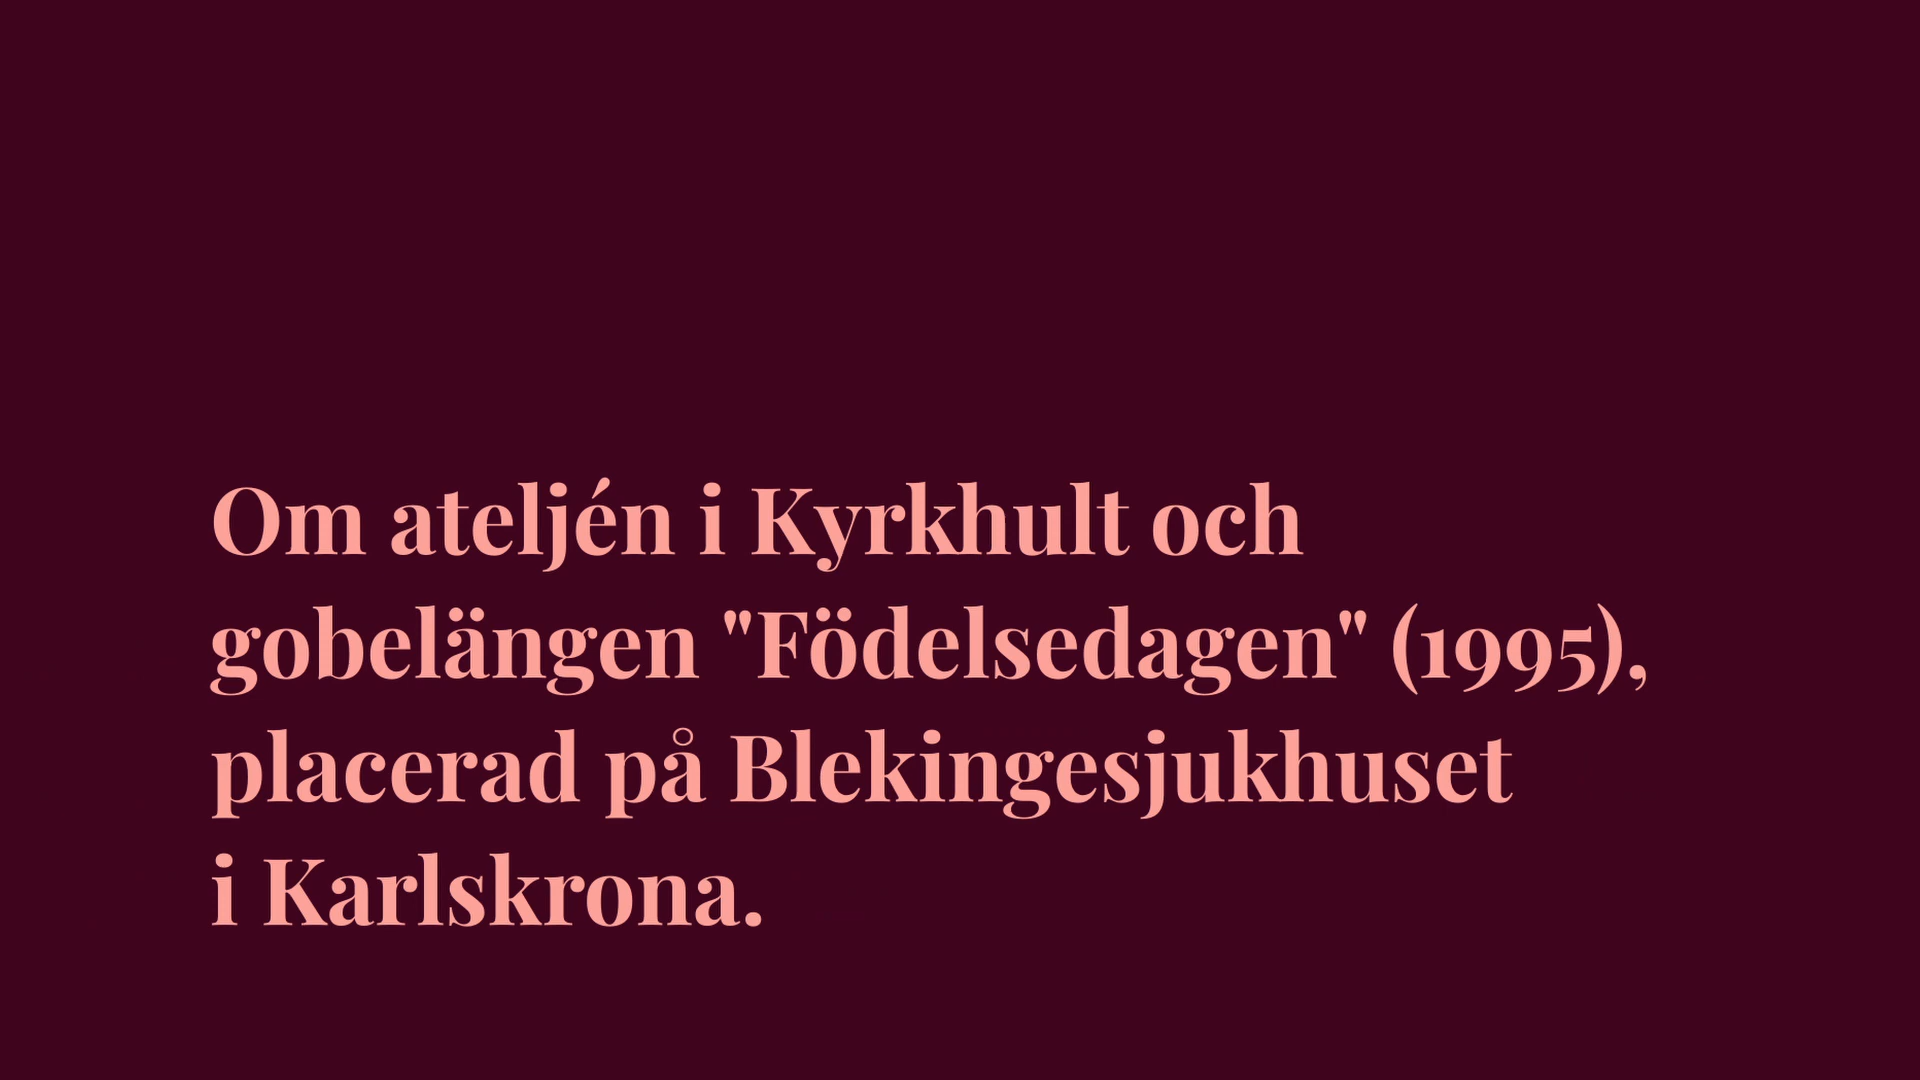 Om ateljén i Kyrkhult och
gobelängen "Födelsedagen" (1995),
placerad på Blekingesjukhuset
i Karlskrona.